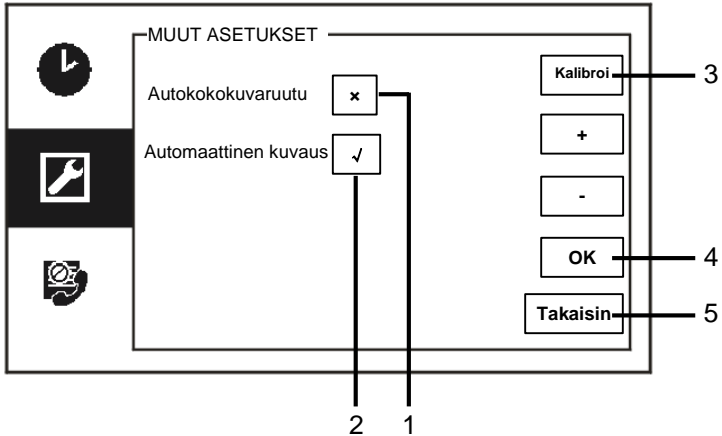 MUUT ASETUKSET
Autokokokuvaruutu ×
Automaattinen kuvaus √
Kalibroi
+
-
OK
Takaisin
3
4
5
2 1